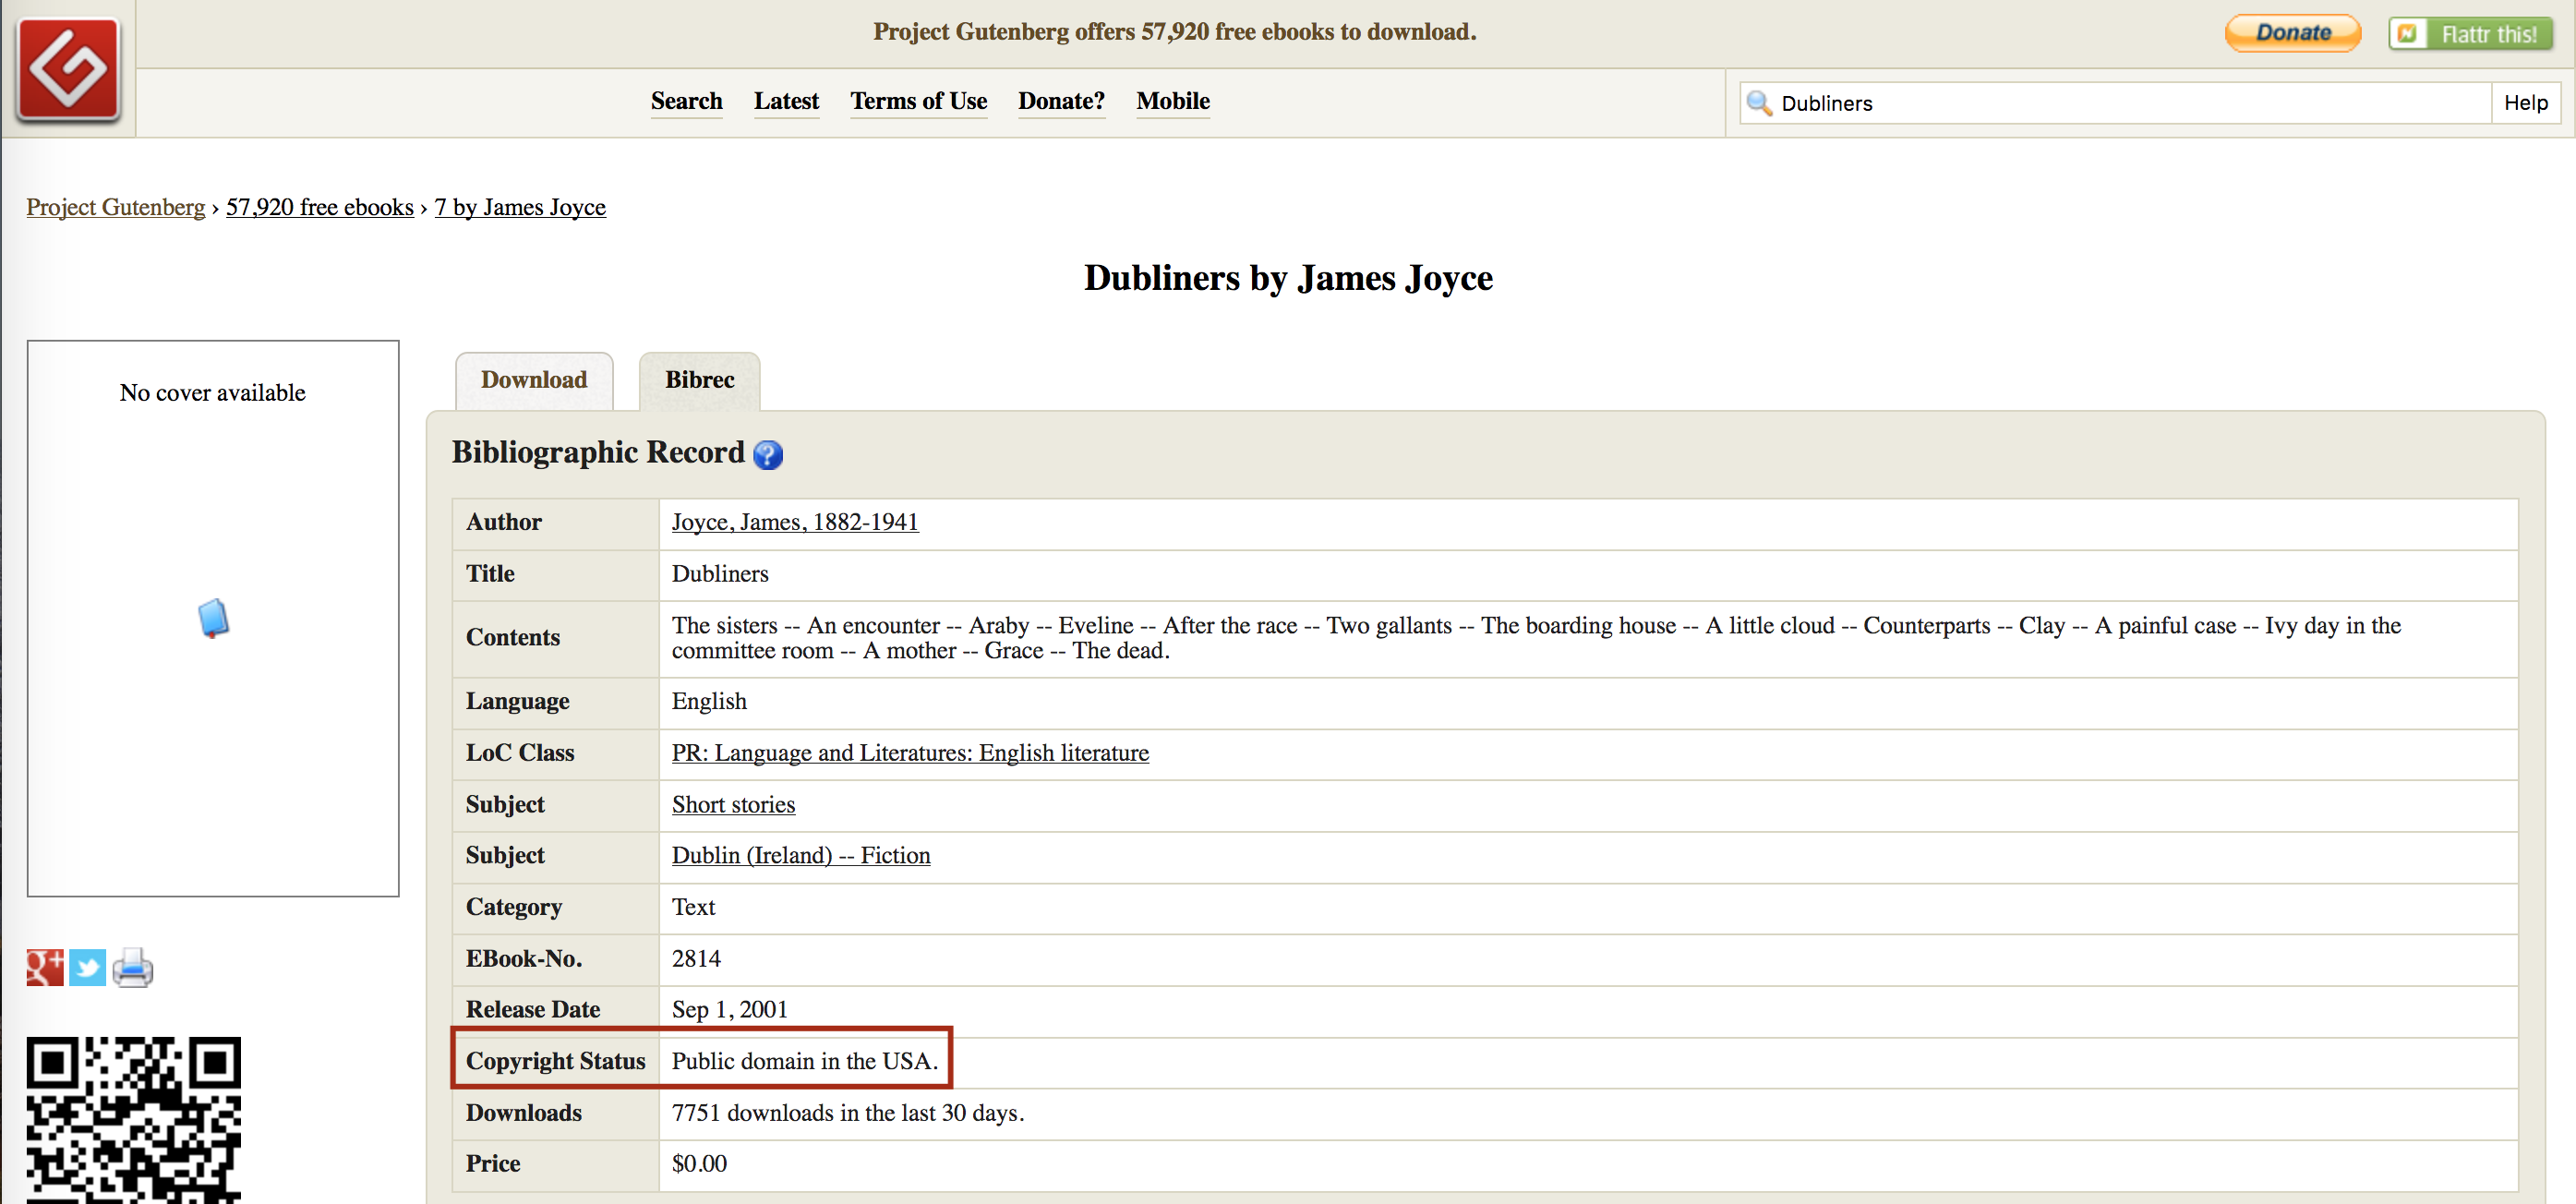 Project Gutenberg offers 57,920 free ebooks to download.
Donate
Flattr this!
Search Latest Terms of Use Donate? Mobile
Dubliners
Help
Project Gutenberg › 57,920 free ebooks › 7 by James Joyce
Dubliners by James Joyce
No cover available
Download
Bibrec
Bibliographic Record ?
Author Joyce, James, 1882-1941
Title Dubliners
Contents The sisters -- An encounter -- Araby -- Eveline -- After the race -- Two gallants -- The boarding house -- A little cloud -- Counterparts -- Clay -- A painful case -- Ivy day in the
committee room -- A mother -- Grace -- The dead.
Language English
LoC Class PR: Language and Literatures: English literature
Subject Short stories
Subject Dublin (Ireland) -- Fiction
Category Text
EBook-No. 2814
g+
Release Date Sep 1, 2001
Copyright Status Public domain in the USA.
Downloads 7751 downloads in the last 30 days.
Price $0.00